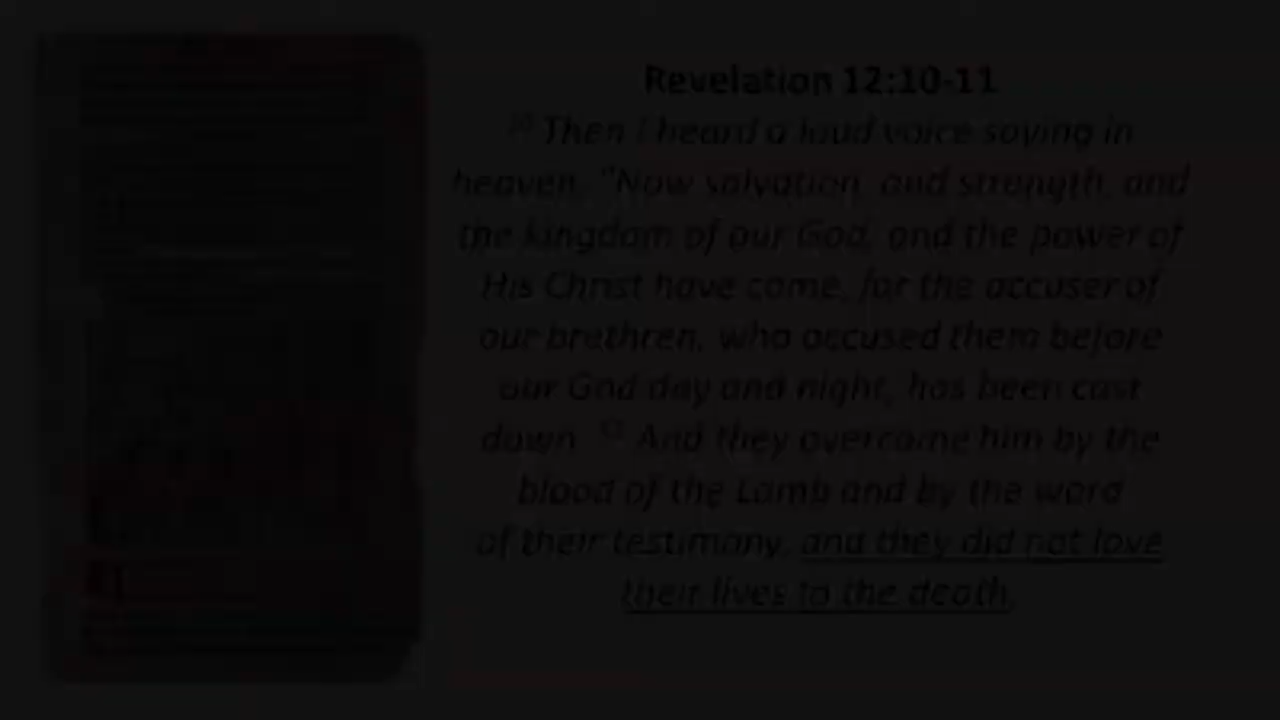 Revelation 12:10-11
10 Then I heard a loud voice saying in
heaven, "Now salvation, and strength, and
the kingdom of our God, and the power of
His Christ have come, for the accuser of
our brethren, who accused them before
our God day and night, has been cast
down. 11 And they overcame him by the
blood of the Lamb and by the word
of their testimony, and they did not love
their lives to the death.